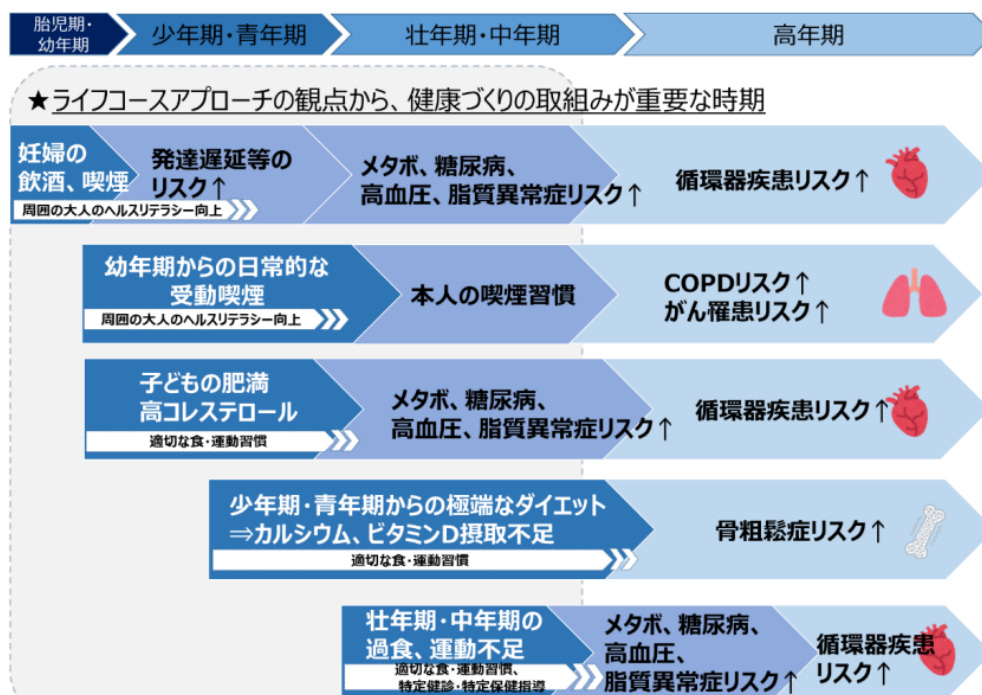 胎児期・
幼年期
少年期・青年期
壮年期・中年期
高年期
★ライフコースアプローチの観点から、健康づくりの取組みが重要な時期
妊婦の
飲酒、喫煙
周囲の大人のヘルスリテラシー向上
発達遅延等の
リスク↑
メタボ、糖尿病、
高血圧、脂質異常症リスク↑
循環器疾患リスク↑
幼年期からの日常的な
受動喫煙
周囲の大人のヘルスリテラシー向上
本人の喫煙習慣
COPDリスク↑
がん罹患リスク↑
子どもの肥満
高コレステロール
適切な食・運動習慣
メタボ、糖尿病、
高血圧、脂質異常症リスク↑
循環器疾患リスク↑
少年期・青年期からの極端なダイエット
⇒カルシウム、ビタミンD摂取不足
適切な食・運動習慣
骨粗鬆症リスク↑
壮年期・中年期の
過食、運動不足
適切な食・運動習慣、
特定健診・特定保健指導
メタボ、糖尿病、
高血圧、
脂質異常症リスク↑
循環器疾患
リスク↑